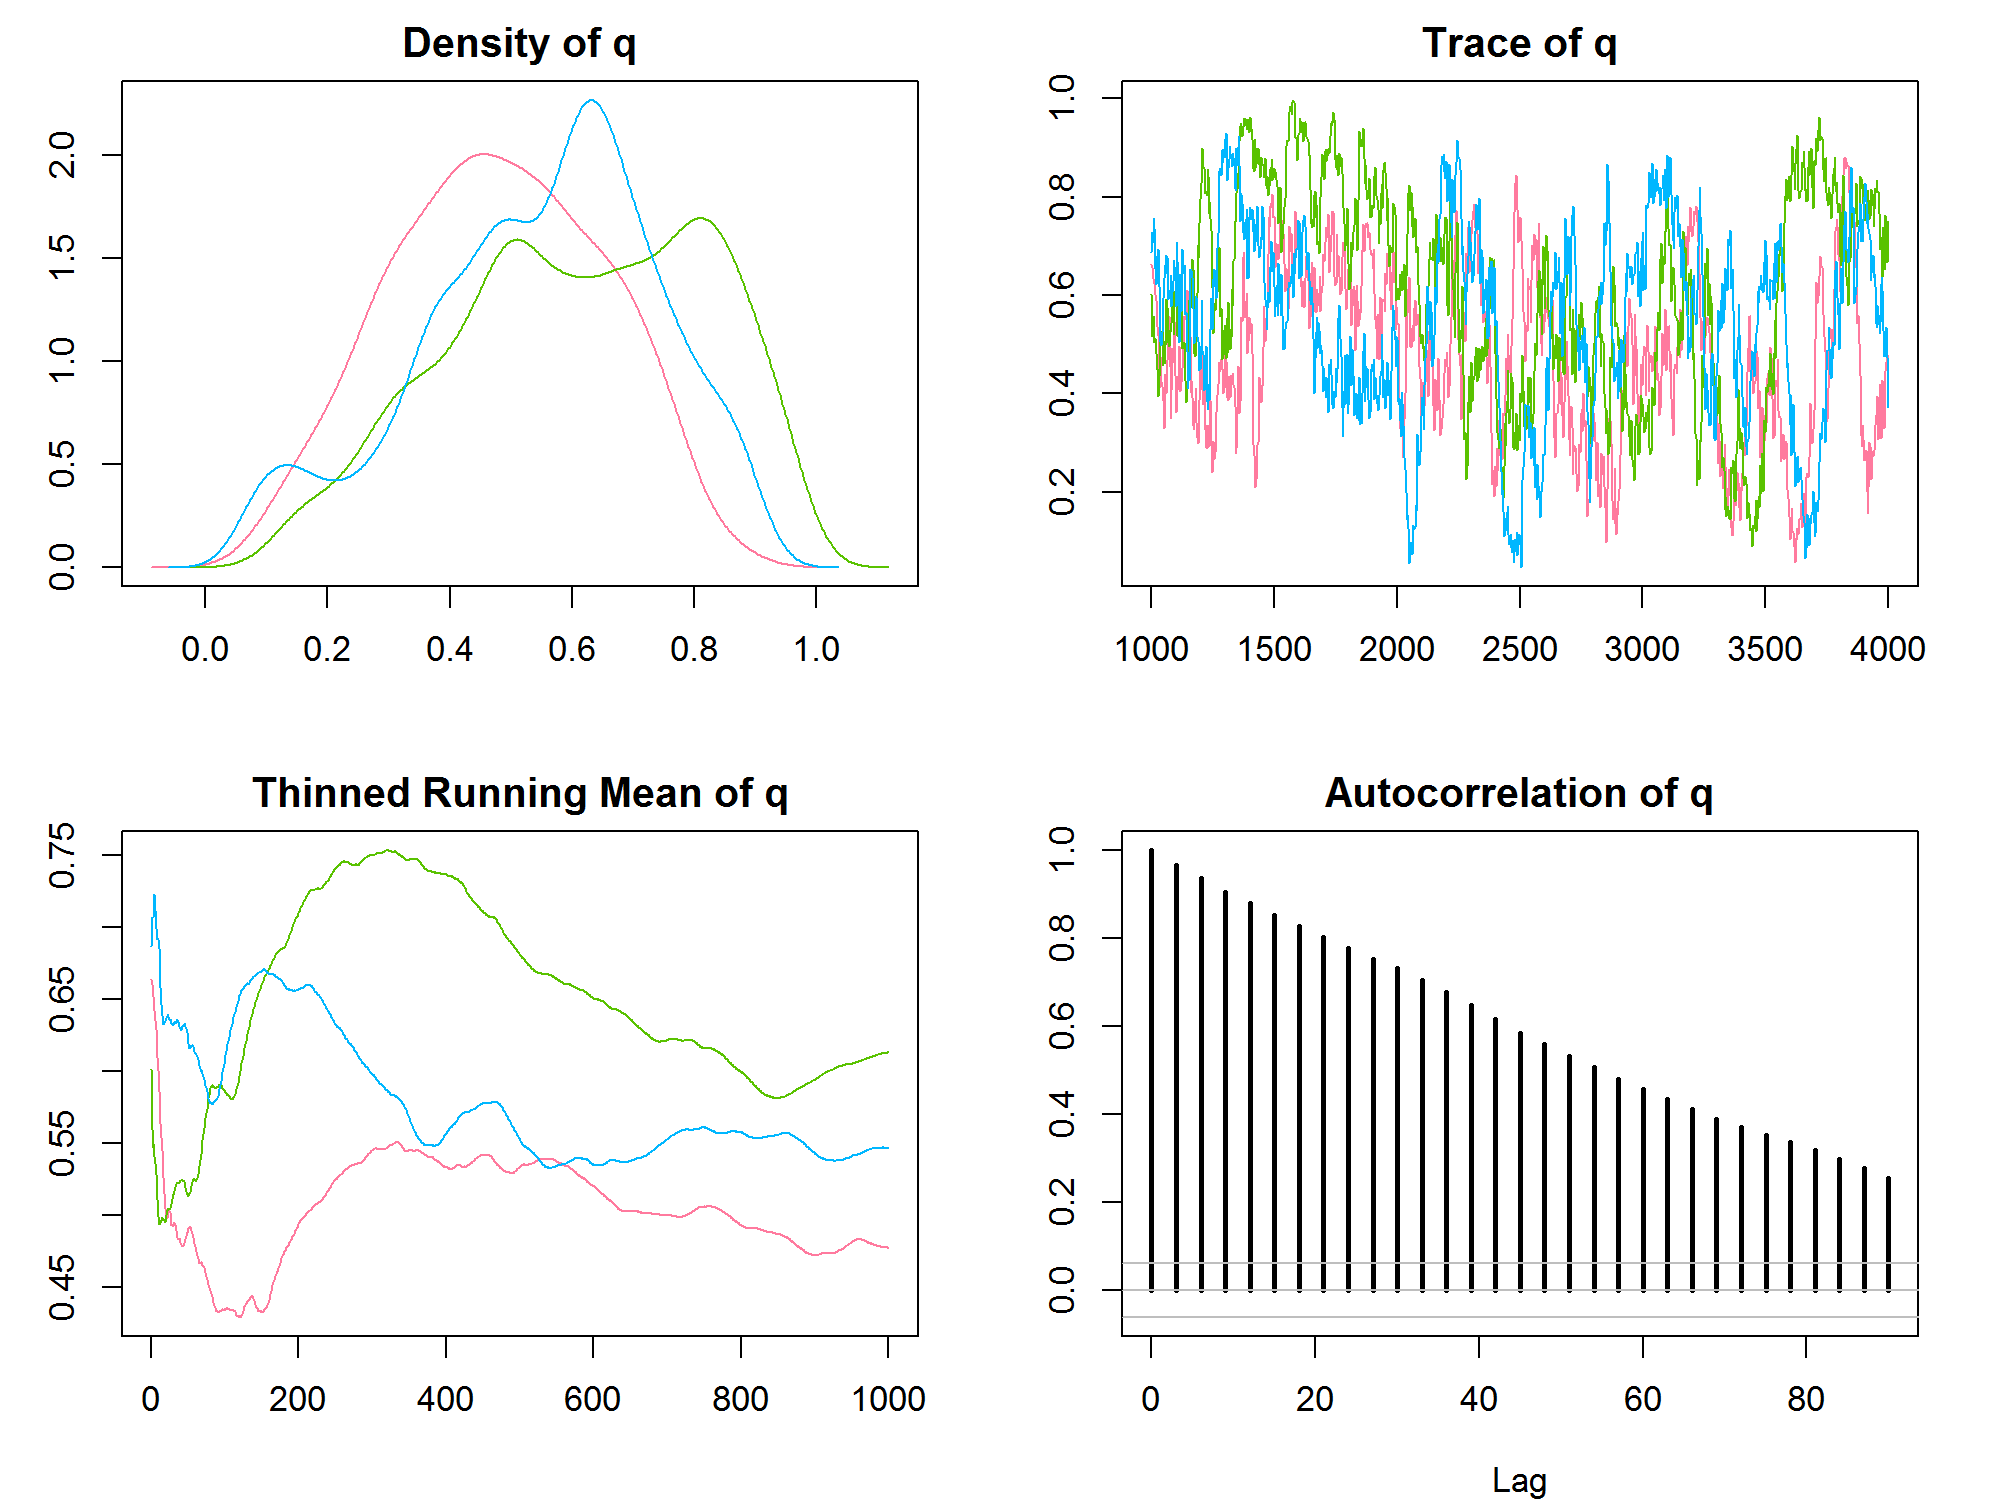 Density of q
0.0 0.5 1.0 1.5 2.0
0.0 0.2 0.4 0.6 0.8 1.0
Trace of q
0.2 0.4 0.6 0.8 1.0
1000 1500 2000 2500 3000 3500 4000
Thinned Running Mean of q
0.45 0.55 0.65 0.75
0 200 400 600 800 1000
Autocorrelation of q
0.0 0.2 0.4 0.6 0.8 1.0
0 20 40 60 80
Lag